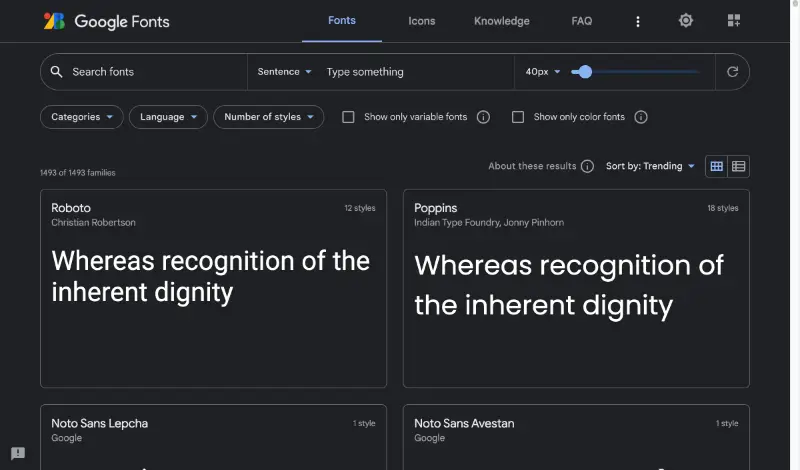 Google Fonts
Fonts
Icons
Knowledge
FAQ
Search fonts
Sentence
Type something
40px
Categories
Language
Number of styles
Show only variable fonts
Show only color fonts
1493 of 1493 families
About these results
Sort by: Trending
Roboto
12 styles
Christian Robertson
Whereas recognition of the
inherent dignity
Poppins
18 styles
Indian Type Foundry, Jonny Pinhorn
Whereas recognition of
the inherent dignity
Noto Sans Lepcha
1 style
Google
Noto Sans Avestan
1 style
Google